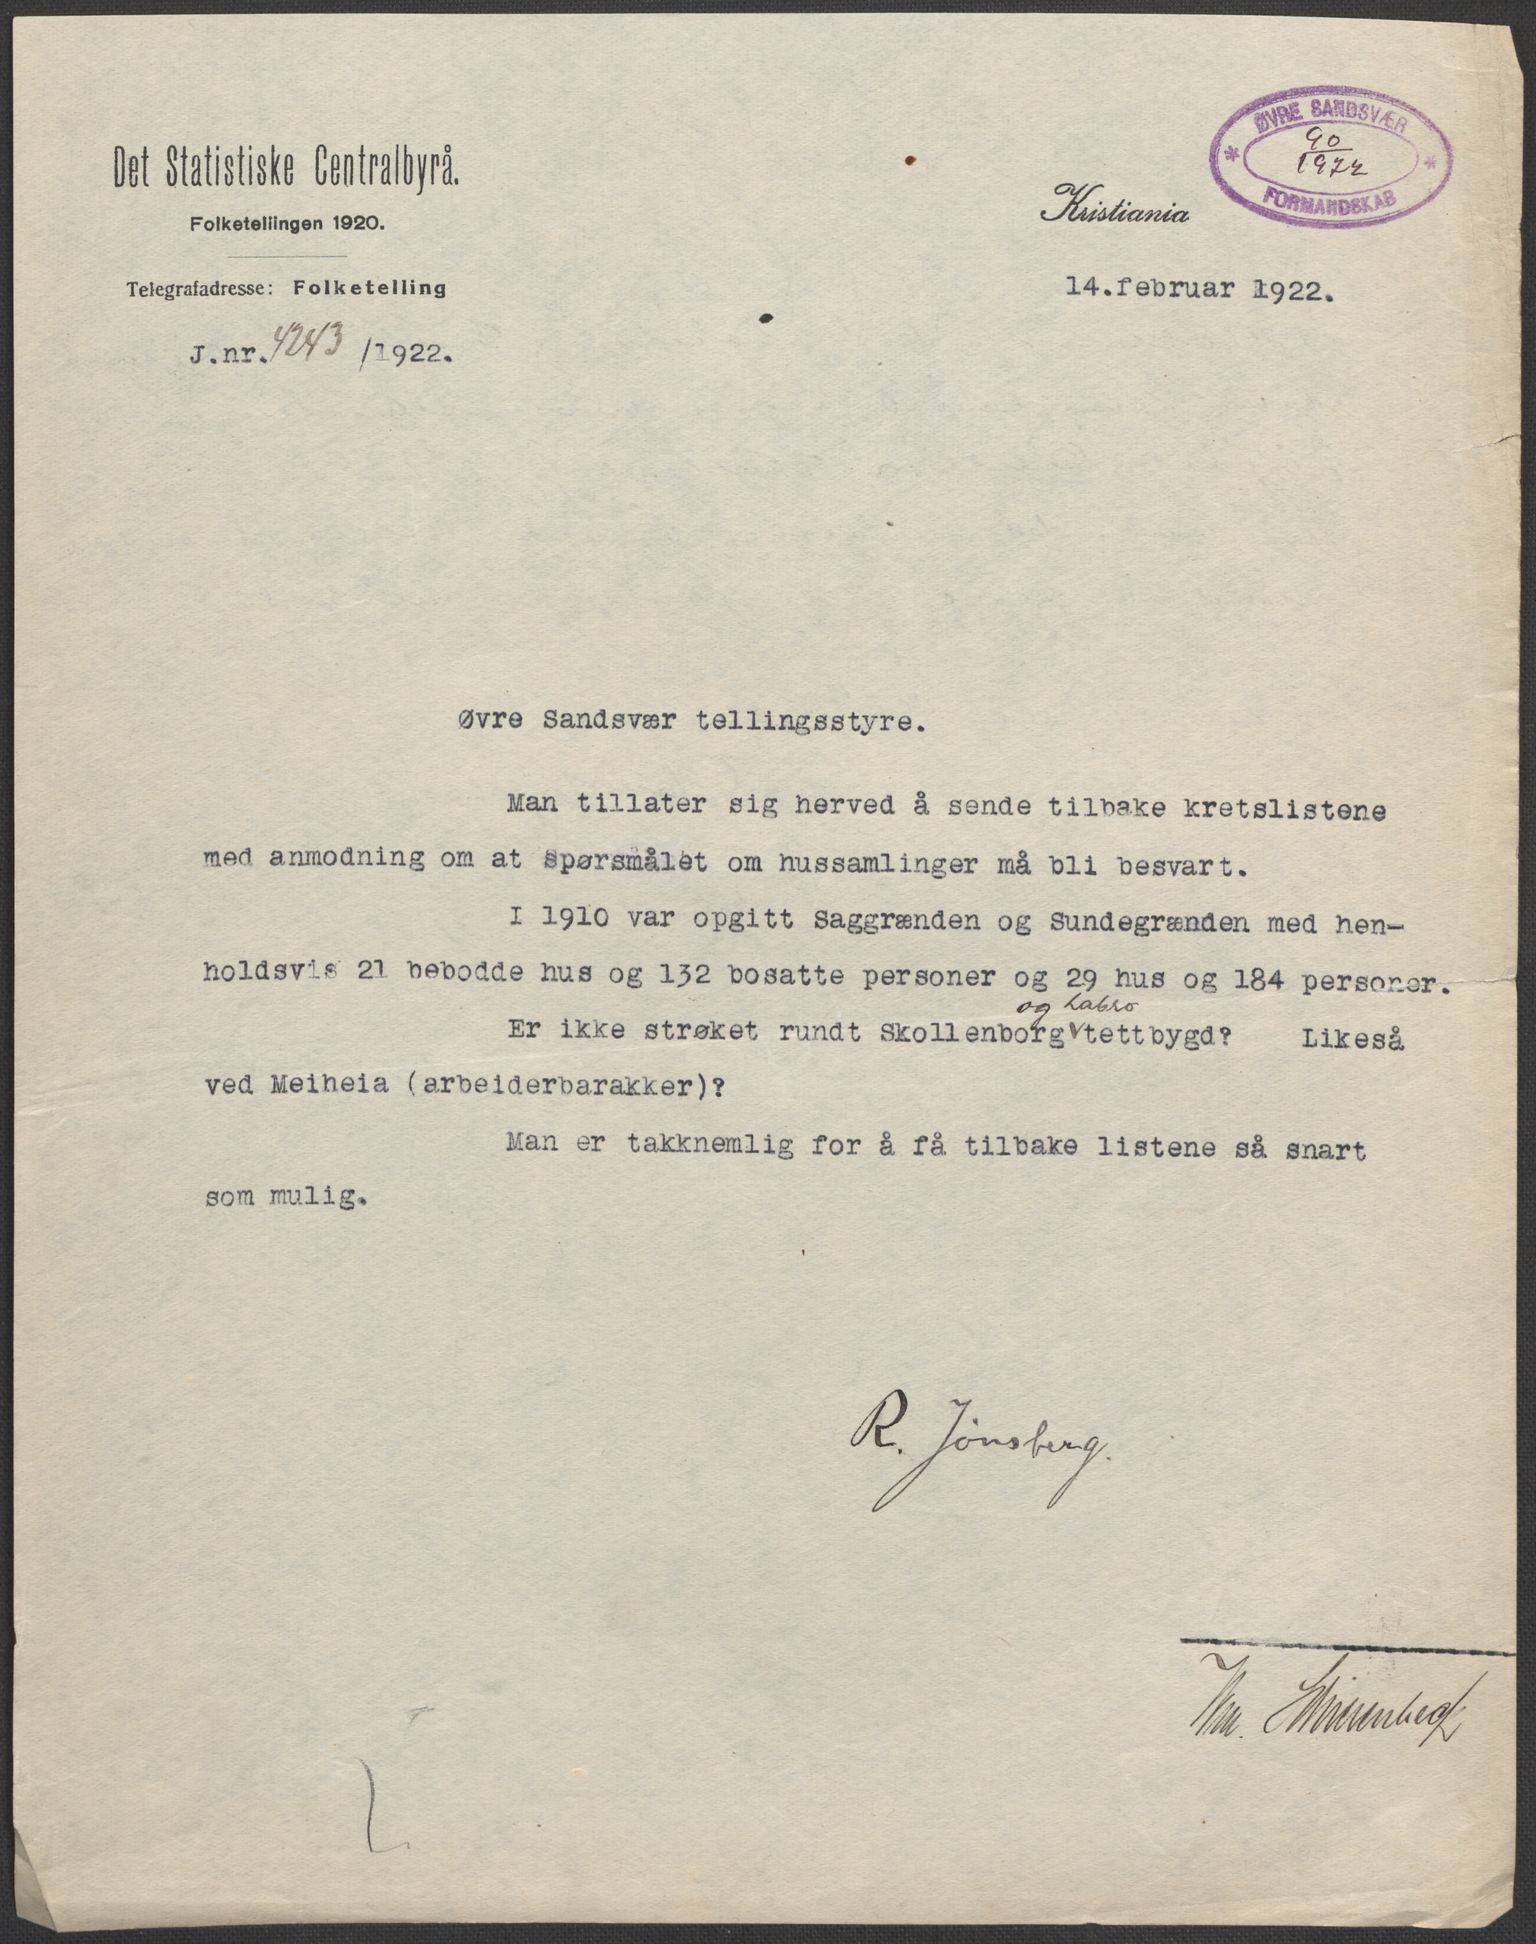 Det Statistiske Centralbyrå.
Folketellingen 1920.
Telegrafadresse: Folketelling
J.nr. 4243 /1922.
ØVRE SANDSVÆR
90
1922
FORMANDSKAB
Kristiania
14.februar 1922.
Øvre Sandsvær tellingsstyre.
Man tillater sig herved å sende tilbake kretslistene
med anmodning om at spørsmålet om hussamlinger må bli besvart.
I 1910 var opgitt Saggrænden og Sundegrænden med hen-
holdsvis 21 bebodde hus og 132 bosatte personer og 29 hus og 184 personer.
og Labro
Er ikke strøket rundt Skollenborg tettbygd? Likeså
ved Meiheia (arbeiderbarakker)?
Man er takknemlig for å få tilbake listene så snart
som mulig.
R. Jönsberg.